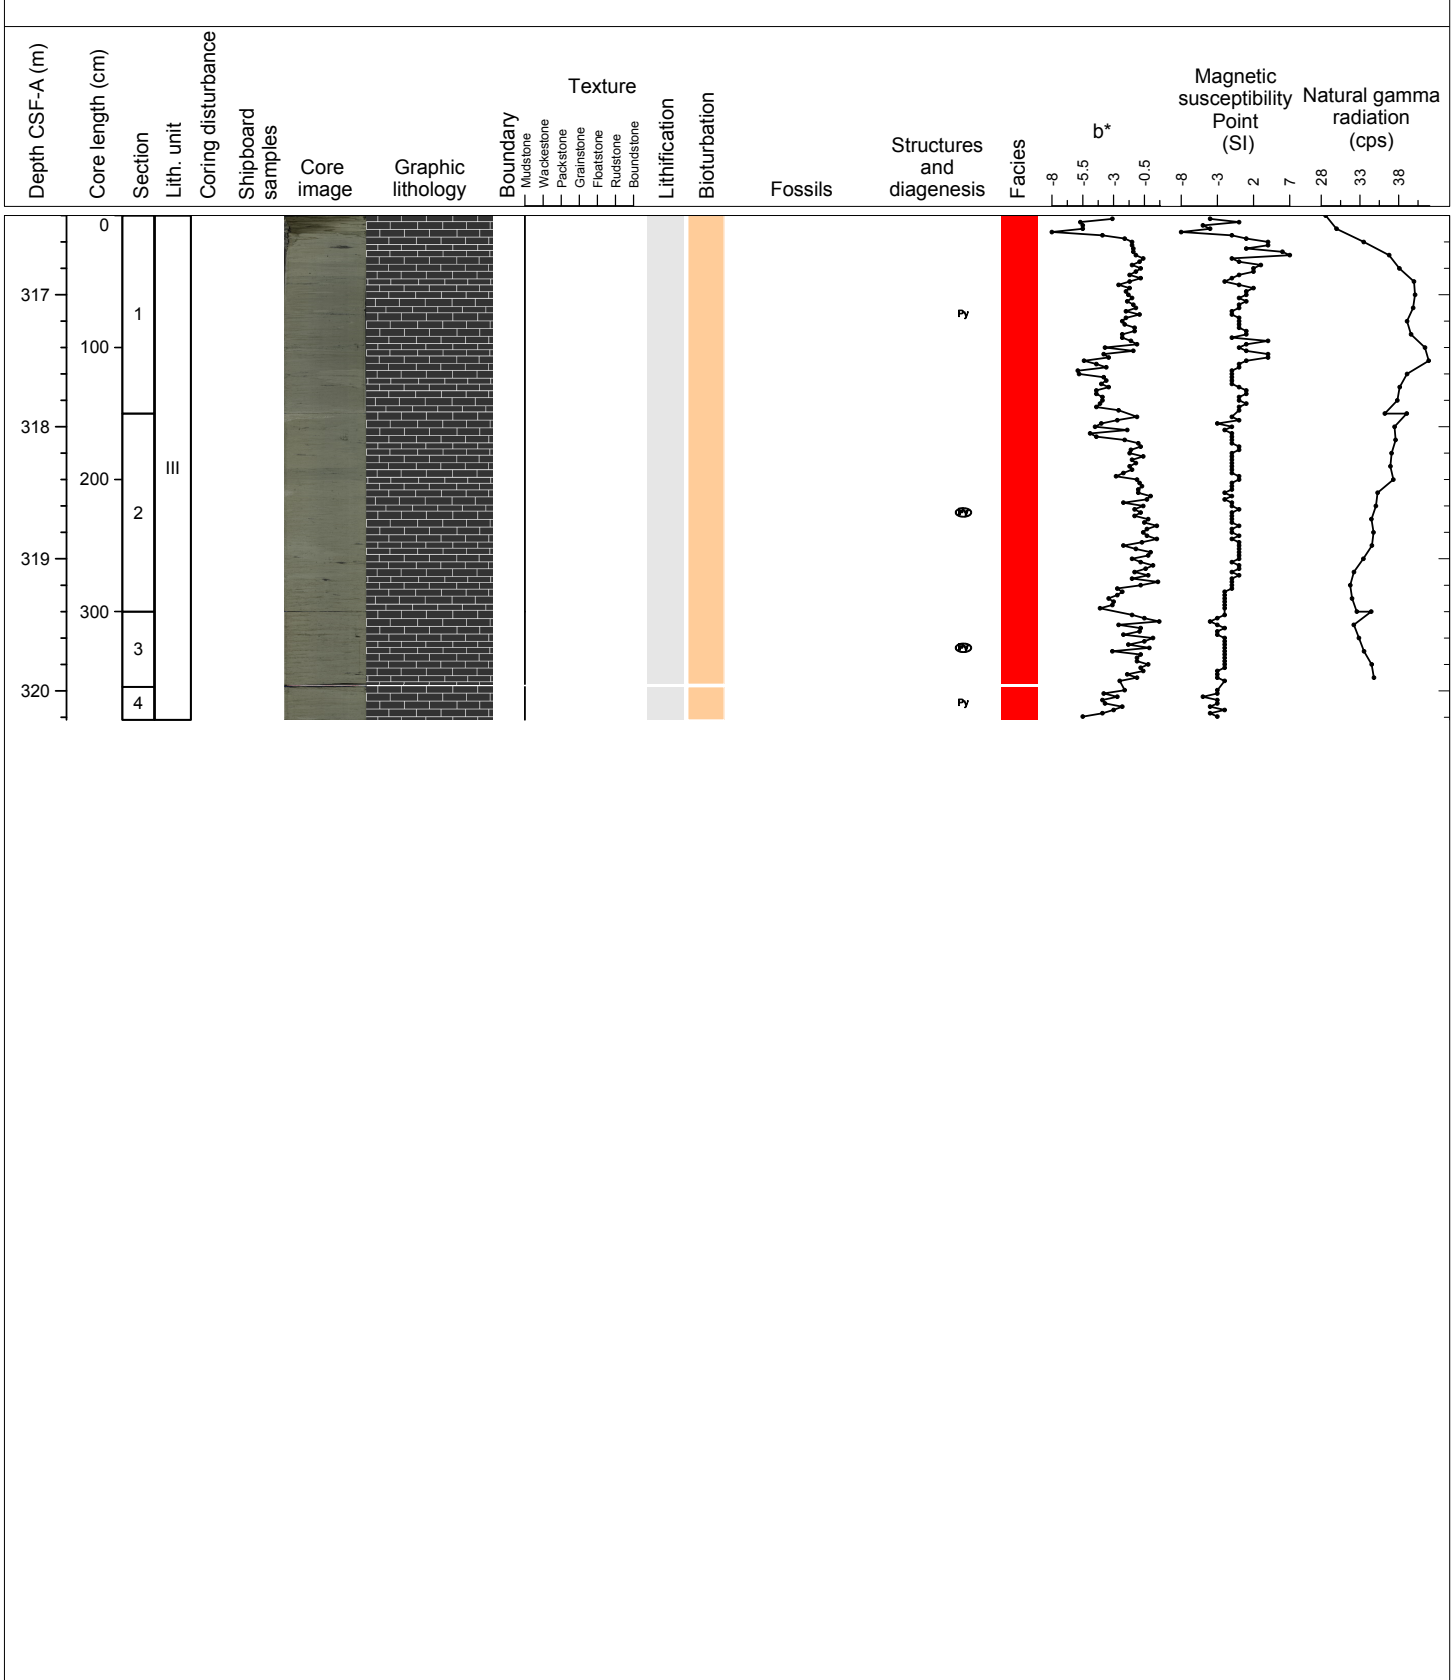 Depth CSF-A (m)
Core length (cm)
Section
Lith. unit
Coring disturbance
Shipboard
samples
Core
image
Graphic
lithology
Boundary
Texture
Mudstone
Wackestone
Packstone
Grainstone
Floatstone
Rudstone
Boundstone
Lithification
Bioturbation
Fossils
Structures
and
diagenesis
Facies
b*
-8 -5.5 -3 -0.5
Magnetic
susceptibility
Point
(SI)
-8 -3 2 7
Natural gamma
radiation
(cps)
28 33 38
0
317
1
Py
100
318
III
200
2
Py
319
300
3
Py
320
4
Py